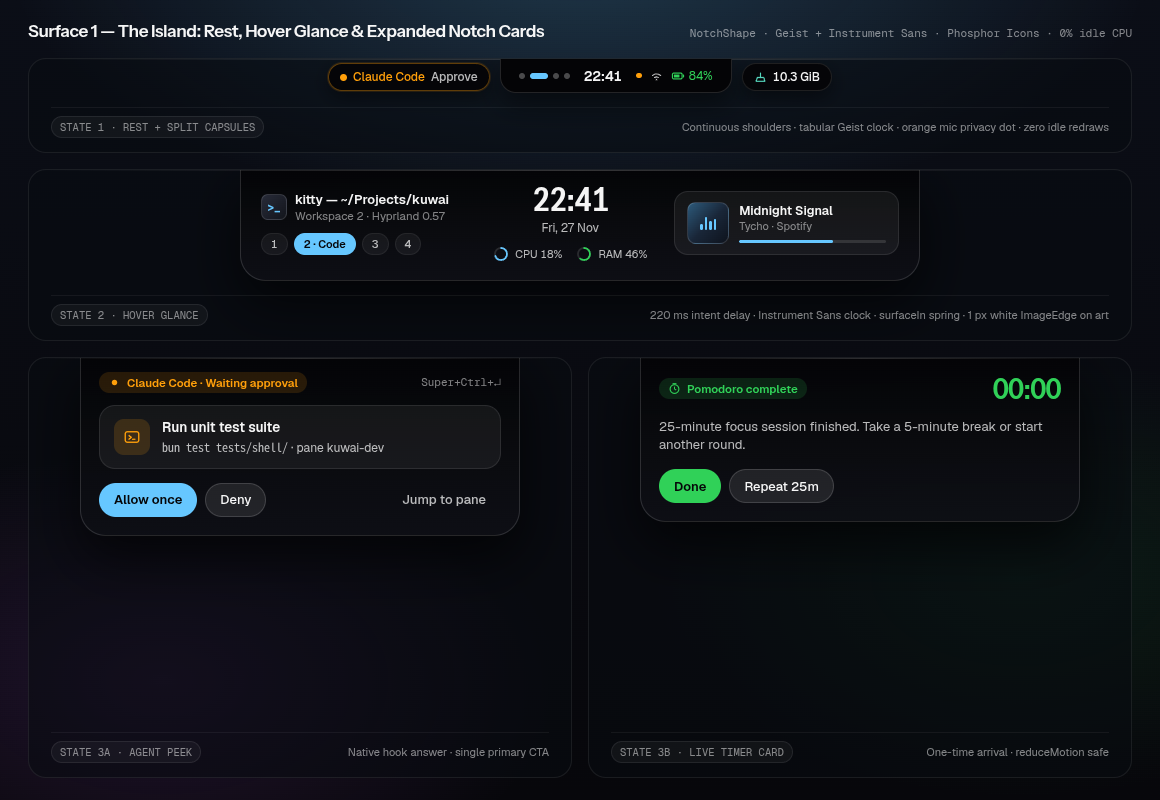 Surface 1 — The Island: Rest, Hover Glance & Expanded Notch Cards
NotchShape · Geist + Instrument Sans · Phosphor Icons · 0% idle CPU
Claude Code Approve
22:41
84%
10.3 GiB
STATE 1 · REST + SPLIT CAPSULES
Continuous shoulders · tabular Geist clock · orange mic privacy dot · zero idle redraws
kitty — ~/Projects/kuwai
Workspace 2 · Hyprland 0.57
1
2 · Code
3
4
22:41
Fri, 27 Nov
CPU 18%
RAM 46%
Midnight Signal
Tycho · Spotify
STATE 2 · HOVER GLANCE
220 ms intent delay · Instrument Sans clock · surfaceIn spring · 1 px white ImageEdge on art
Claude Code · Waiting approval
Super+Ctrl+↵
Run unit test suite
bun test tests/shell/ · pane kuwai-dev
Allow once
Deny
Jump to pane
STATE 3A · AGENT PEEK
Native hook answer · single primary CTA
Pomodoro complete
00:00
25-minute focus session finished. Take a 5-minute break or start
another round.
Done
Repeat 25m
STATE 3B · LIVE TIMER CARD
One-time arrival · reduceMotion safe